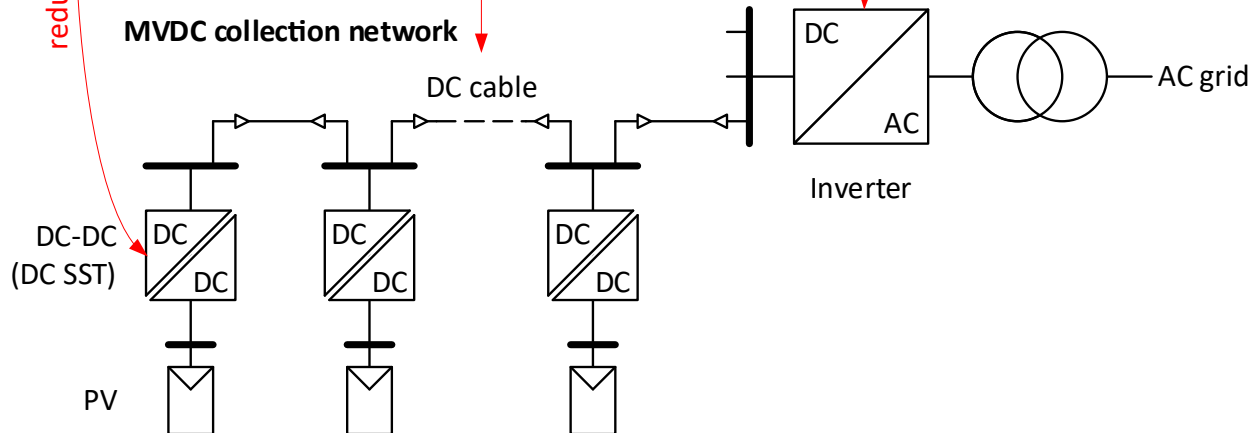 MVDC collection network
DC cable
DC
AC
AC grid
Inverter
DC-DC
(DC SST)
DC
DC
DC
DC
DC
DC
PV